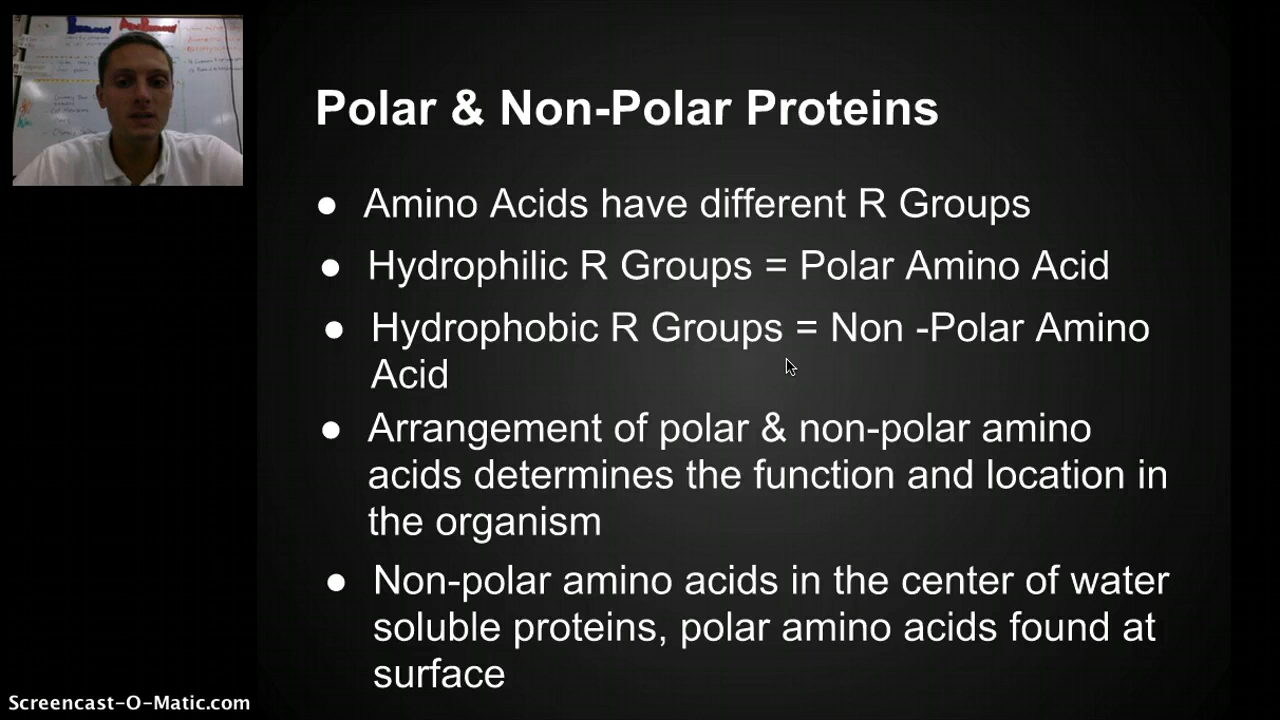 Polar & Non-Polar Proteins
● Amino Acids have different R Groups
● Hydrophilic R Groups = Polar Amino Acid
● Hydrophobic R Groups = Non -Polar Amino
Acid
● Arrangement of polar & non-polar amino
acids determines the function and location in
the organism
● Non-polar amino acids in the center of water
soluble proteins, polar amino acids found at
surface
Screencast-O-Matic.com